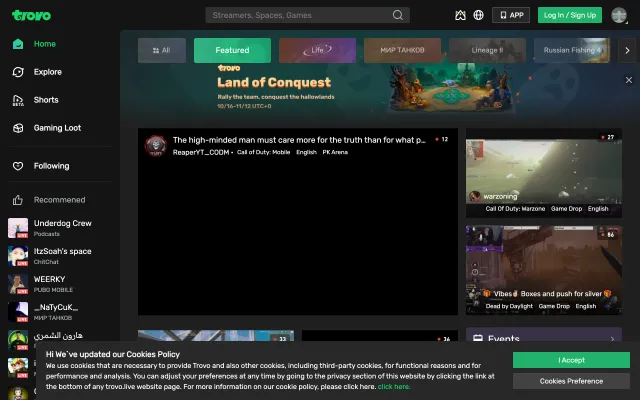 trovo
Streamers, Spaces, Games
APP
Log In / Sign Up
Home
Explore
Shorts
BETA
Gaming Loot
Following
Recommened
Underdog Crew
Podcasts
LIVE
ItzSoah's space
ChitChat
LIVE
WEERKY
PUBG MOBILE
LIVE
_NaTyCuK_
МИР ТАНКОВ
LIVE
هارون الشمري
LIVE
All
Featured
Life
МИР ТАНКОВ
Lineage II
Russian Fishing 4
trovo
Land of Conquest
Rally the team, conquest the hallowlands
10/16-11/12 UTC+0
The high-minded man must care more for the truth than for what p...
12
ReaperYT_CODM • Call of Duty: Mobile English PK Arena
27
warzoning
Call Of Duty: Warzone Game Drop English
86
Vibes Boxes and push for silver
Dead by Daylight Game Drop English
33
36
Events
Hi We`ve updated our Cookies Policy
We use cookies that are necessary to provide Trovo and also other cookies, including third-party cookies, for functional reasons and for
performance and analysis. You can adjust your preferences at any time by going to the privacy section of this website by clicking the link at
the bottom of any trovo.live website page. For more information on our cookie policy, please click here. click here.
I Accept
Cookies Preference